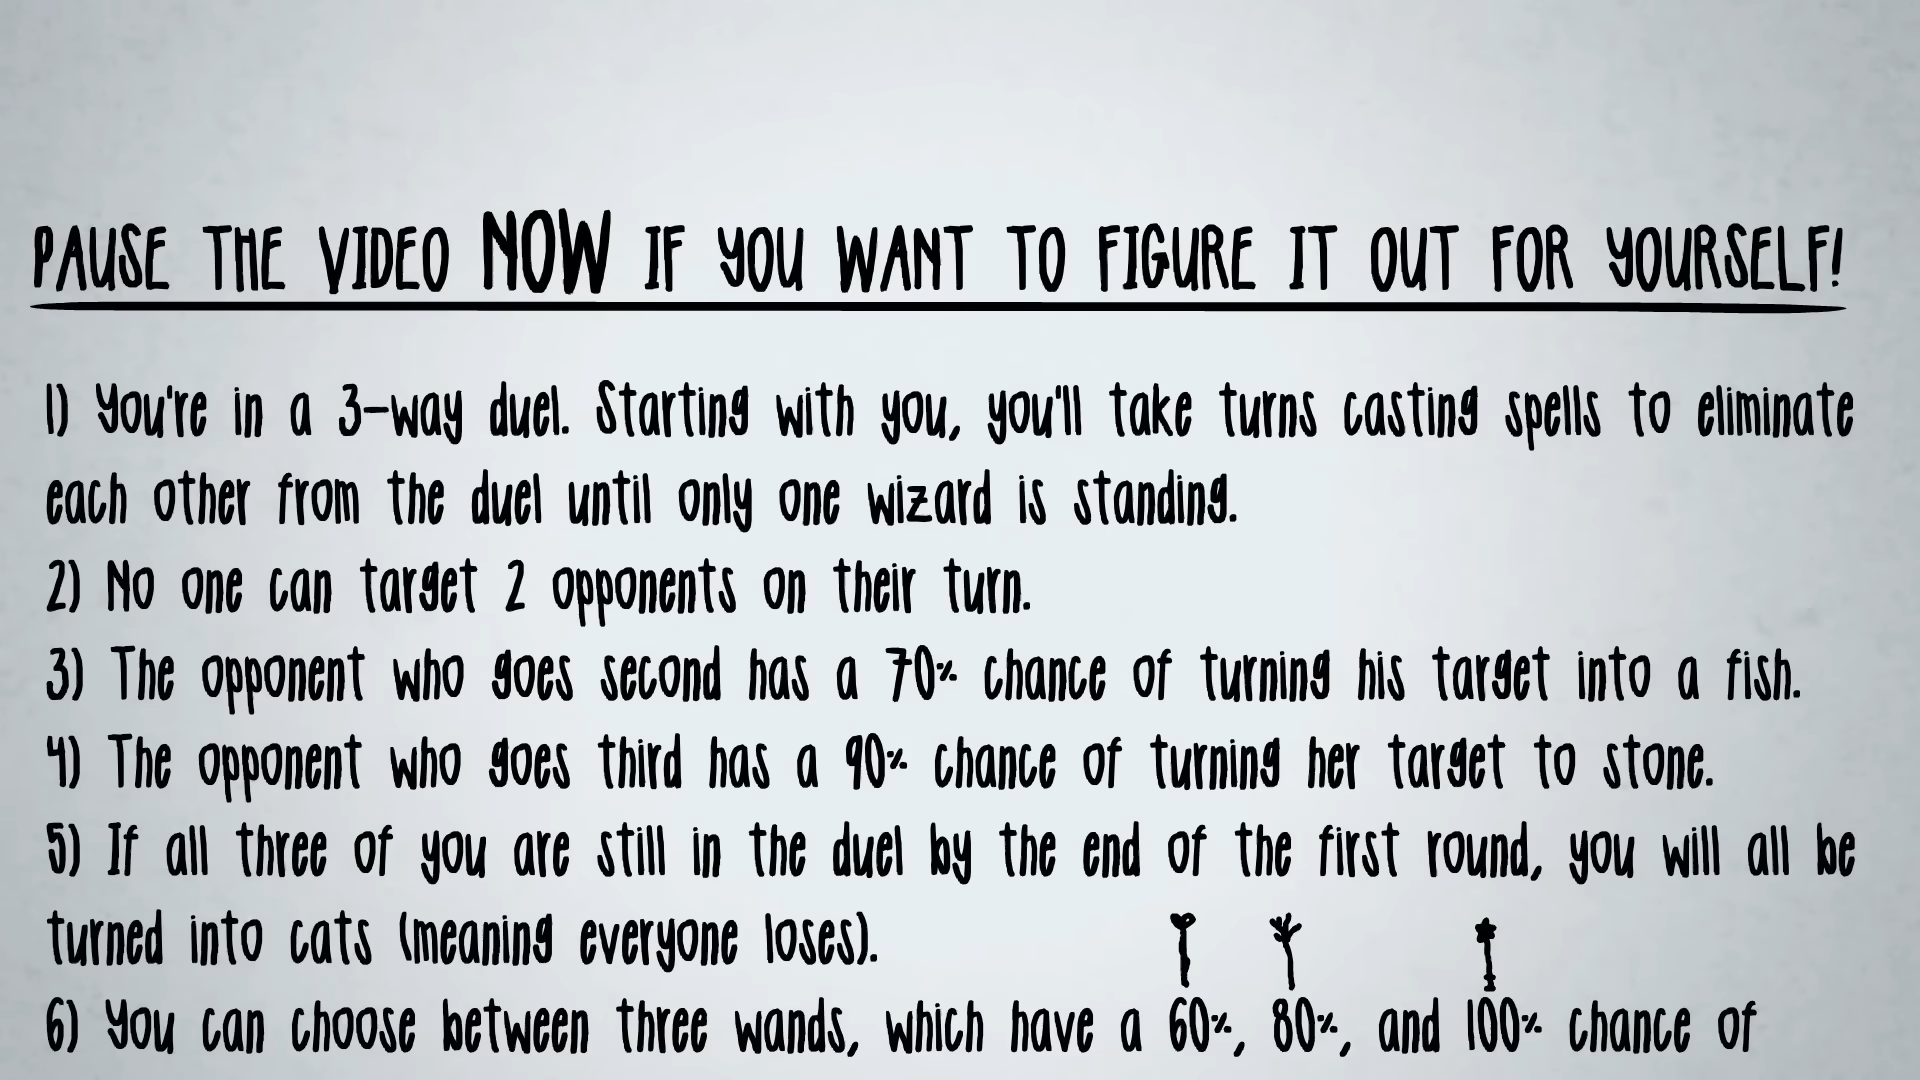 PAUSE THE VIDEO NOW IF YOU WANT TO FIGURE IT OUT FOR YOURSELF!
1) You're in a 3-way duel. Starting with you, you'll take turns casting spells to eliminate
each other from the duel until only one wizard is standing.
2) No one can target 2 opponents on their turn.
3) The opponent who goes second has a 70% chance of turning his target into a fish.
4) The opponent who goes third has a 90% chance of turning her target to stone.
5) If all three of you are still in the duel by the end of the first round, you will all be
turned into cats (meaning everyone loses).
6) You can choose between three wands, which have a 60%, 80%, and 100% chance of